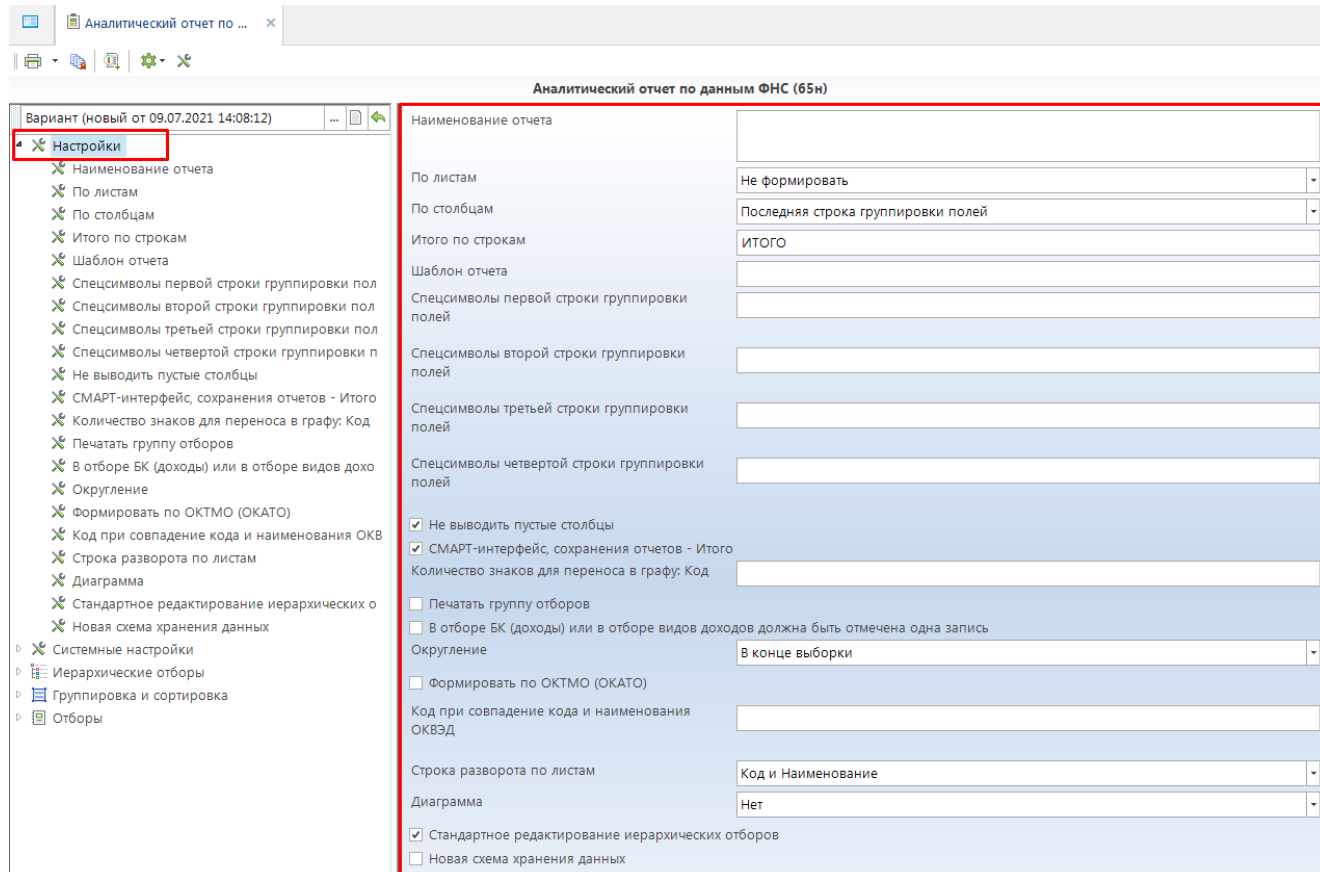 Аналитический отчет по ...
Аналитический отчет по данным ФНС (65н)
Вариант (новый от 09.07.2021 14:08:12)
...
Настройки
Наименование отчета
По листам
По столбцам
Итого по строкам
Шаблон отчета
Спецсимволы первой строки группировки пол
Спецсимволы второй строки группировки пол
Спецсимволы третьей строки группировки пол
Спецсимволы четвертой строки группировки п
Не выводить пустые столбцы
СМАРТ-интерфейс, сохранения отчетов - Итого
Количество знаков для переноса в графу: Код
Печатать группу отборов
В отборе БК (доходы) или в отборе видов дохо
Округление
Формировать по ОКТМО (ОКАТО)
Код при совпадение кода и наименования ОКВ
Строка разворота по листам
Диаграмма
Стандартное редактирование иерархических о
Новая схема хранения данных
Системные настройки
Иерархические отборы
Группировка и сортировка
Отборы
Наименование отчета
По листам
Не формировать
По столбцам
Последняя строка группировки полей
Итого по строкам
ИТОГО
Шаблон отчета
Спецсимволы первой строки группировки
полей
Спецсимволы второй строки группировки
полей
Спецсимволы третьей строки группировки
полей
Спецсимволы четвертой строки группировки
полей
Не выводить пустые столбцы
СМАРТ-интерфейс, сохранения отчетов - Итого
Количество знаков для переноса в графу: Код
Печатать группу отборов
В отборе БК (доходы) или в отборе видов доходов должна быть отмечена одна запись
Округление
В конце выборки
Формировать по ОКТМО (ОКАТО)
Код при совпадение кода и наименования
ОКВЭД
Строка разворота по листам
Код и Наименование
Диаграмма
Нет
Стандартное редактирование иерархических отборов
Новая схема хранения данных